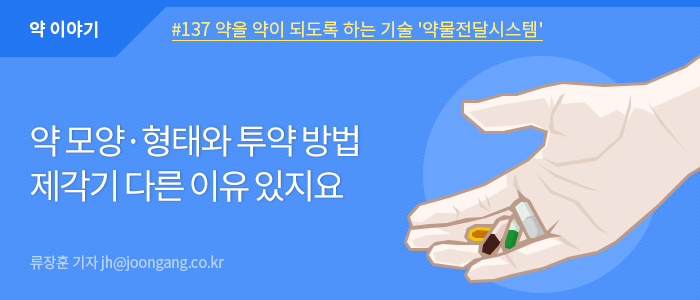 약 이야기
#137 약을 약이 되도록 하는 기술 '약물전달시스템'
약 모양·형태와 투약 방법
제각기 다른 이유 있지요
류장훈 기자 jh@joongang.co.kr